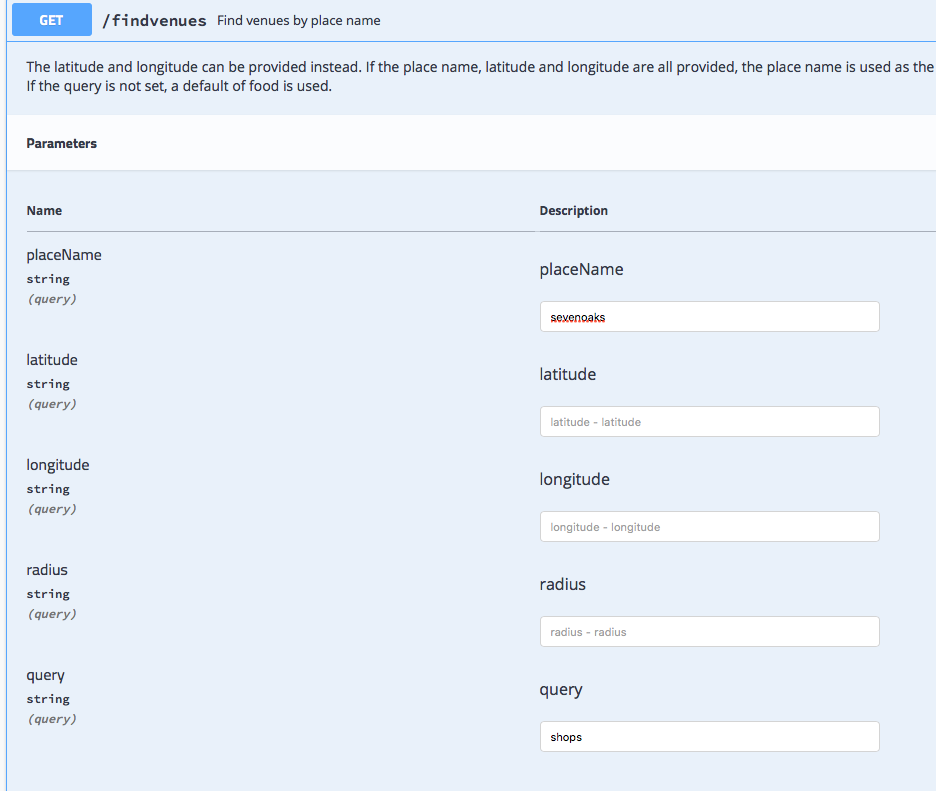 GET /findvenues Find venues by place name
The latitude and longitude can be provided instead. If the place name, latitude and longitude are all provided, the place name is used as the
If the query is not set, a default of food is used.
Parameters
Name Description
placeName
string
(query)
placeName
sevenoaks
latitude
string
(query)
latitude
latitude - latitude
longitude
string
(query)
longitude
longitude - longitude
radius
string
(query)
radius
radius - radius
query
string
(query)
query
shops